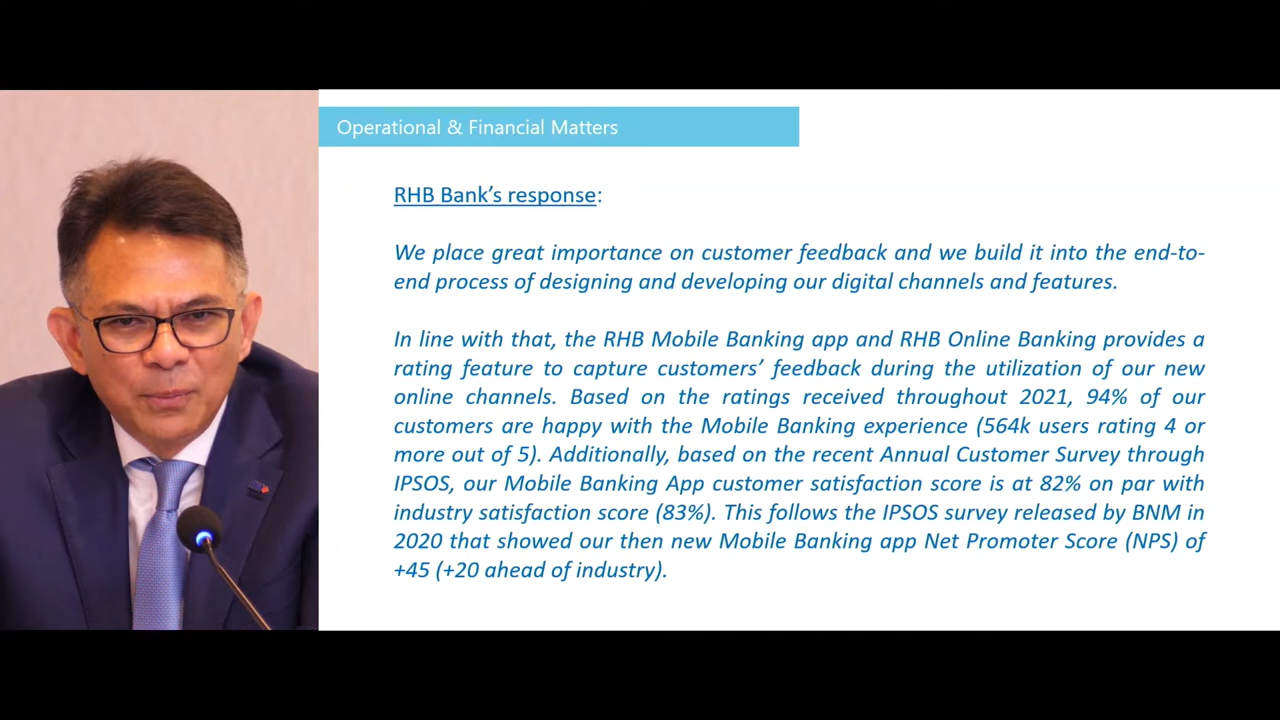 Operational & Financial Matters
RHB Bank's response:
We place great importance on customer feedback and we build it into the end-to-
end process of designing and developing our digital channels and features.
In line with that, the RHB Mobile Banking app and RHB Online Banking provides a
rating feature to capture customers' feedback during the utilization of our new
online channels. Based on the ratings received throughout 2021, 94% of our
customers are happy with the Mobile Banking experience (564k users rating 4 or
more out of 5). Additionally, based on the recent Annual Customer Survey through
IPSOS, our Mobile Banking App customer satisfaction score is at 82% on par with
industry satisfaction score (83%). This follows the IPSOS survey released by BNM in
2020 that showed our then new Mobile Banking app Net Promoter Score (NPS) of
+45 (+20 ahead of industry).